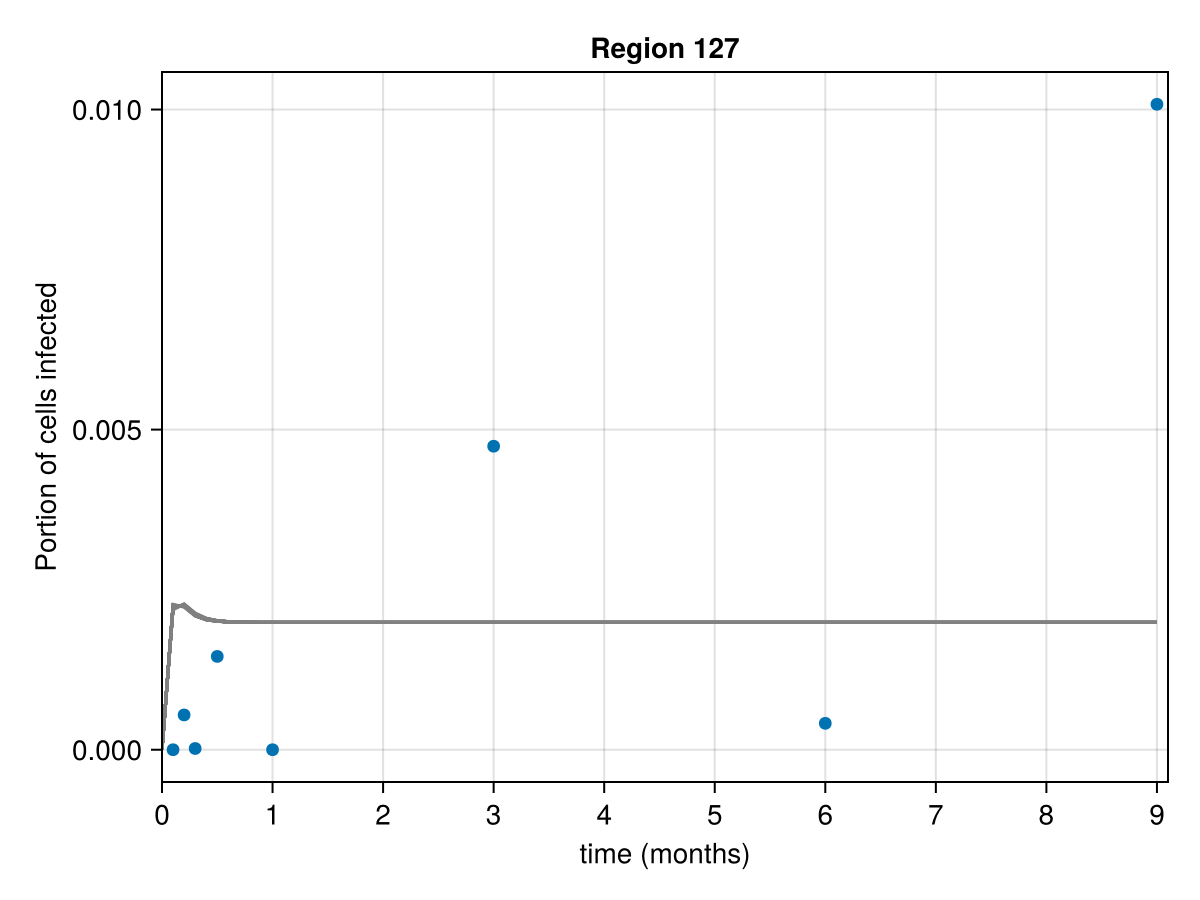 Region 127
Portion of cells infected
0.010
0.005
0.000
0 1 2 3 4 5 6 7 8 9
time (months)